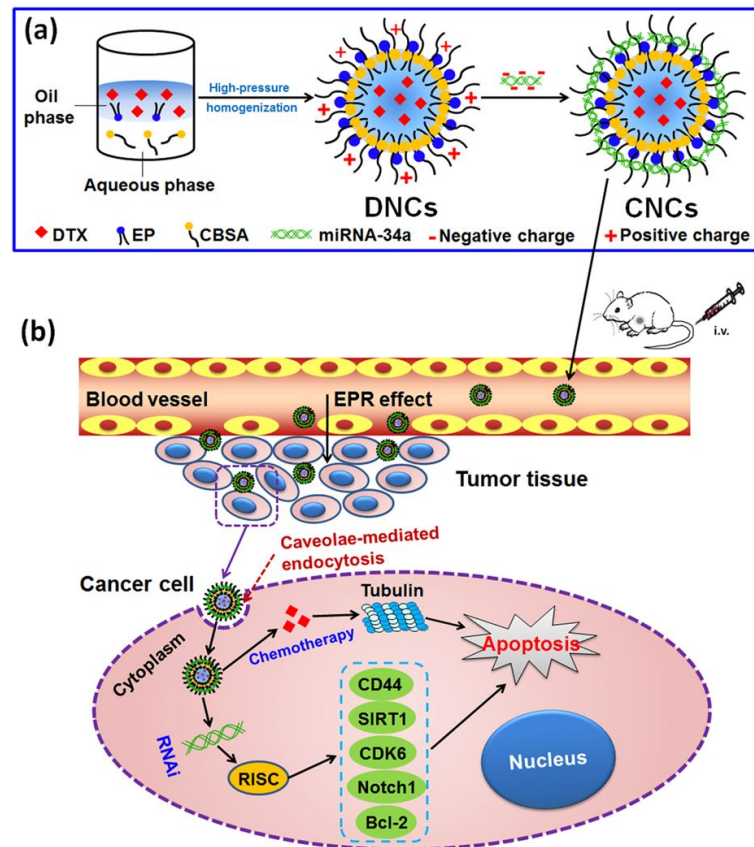 (a)
Oil
phase
Aqueous phase
High-pressure
homogenization
DNCs
CNCs
DTX
EP
CBSA
miRNA-34a
-Negative charge
+Positive charge
i.v.
(b)
Blood vessel
EPR effect
Tumor tissue
Caveolae-mediated
endocytosis
Cancer cell
Cytoplasm
Chemotherapy
Tubulin
Apoptosis
RNAi
RISC
CD44
SIRT1
CDK6
Notch1
Bcl-2
Nucleus